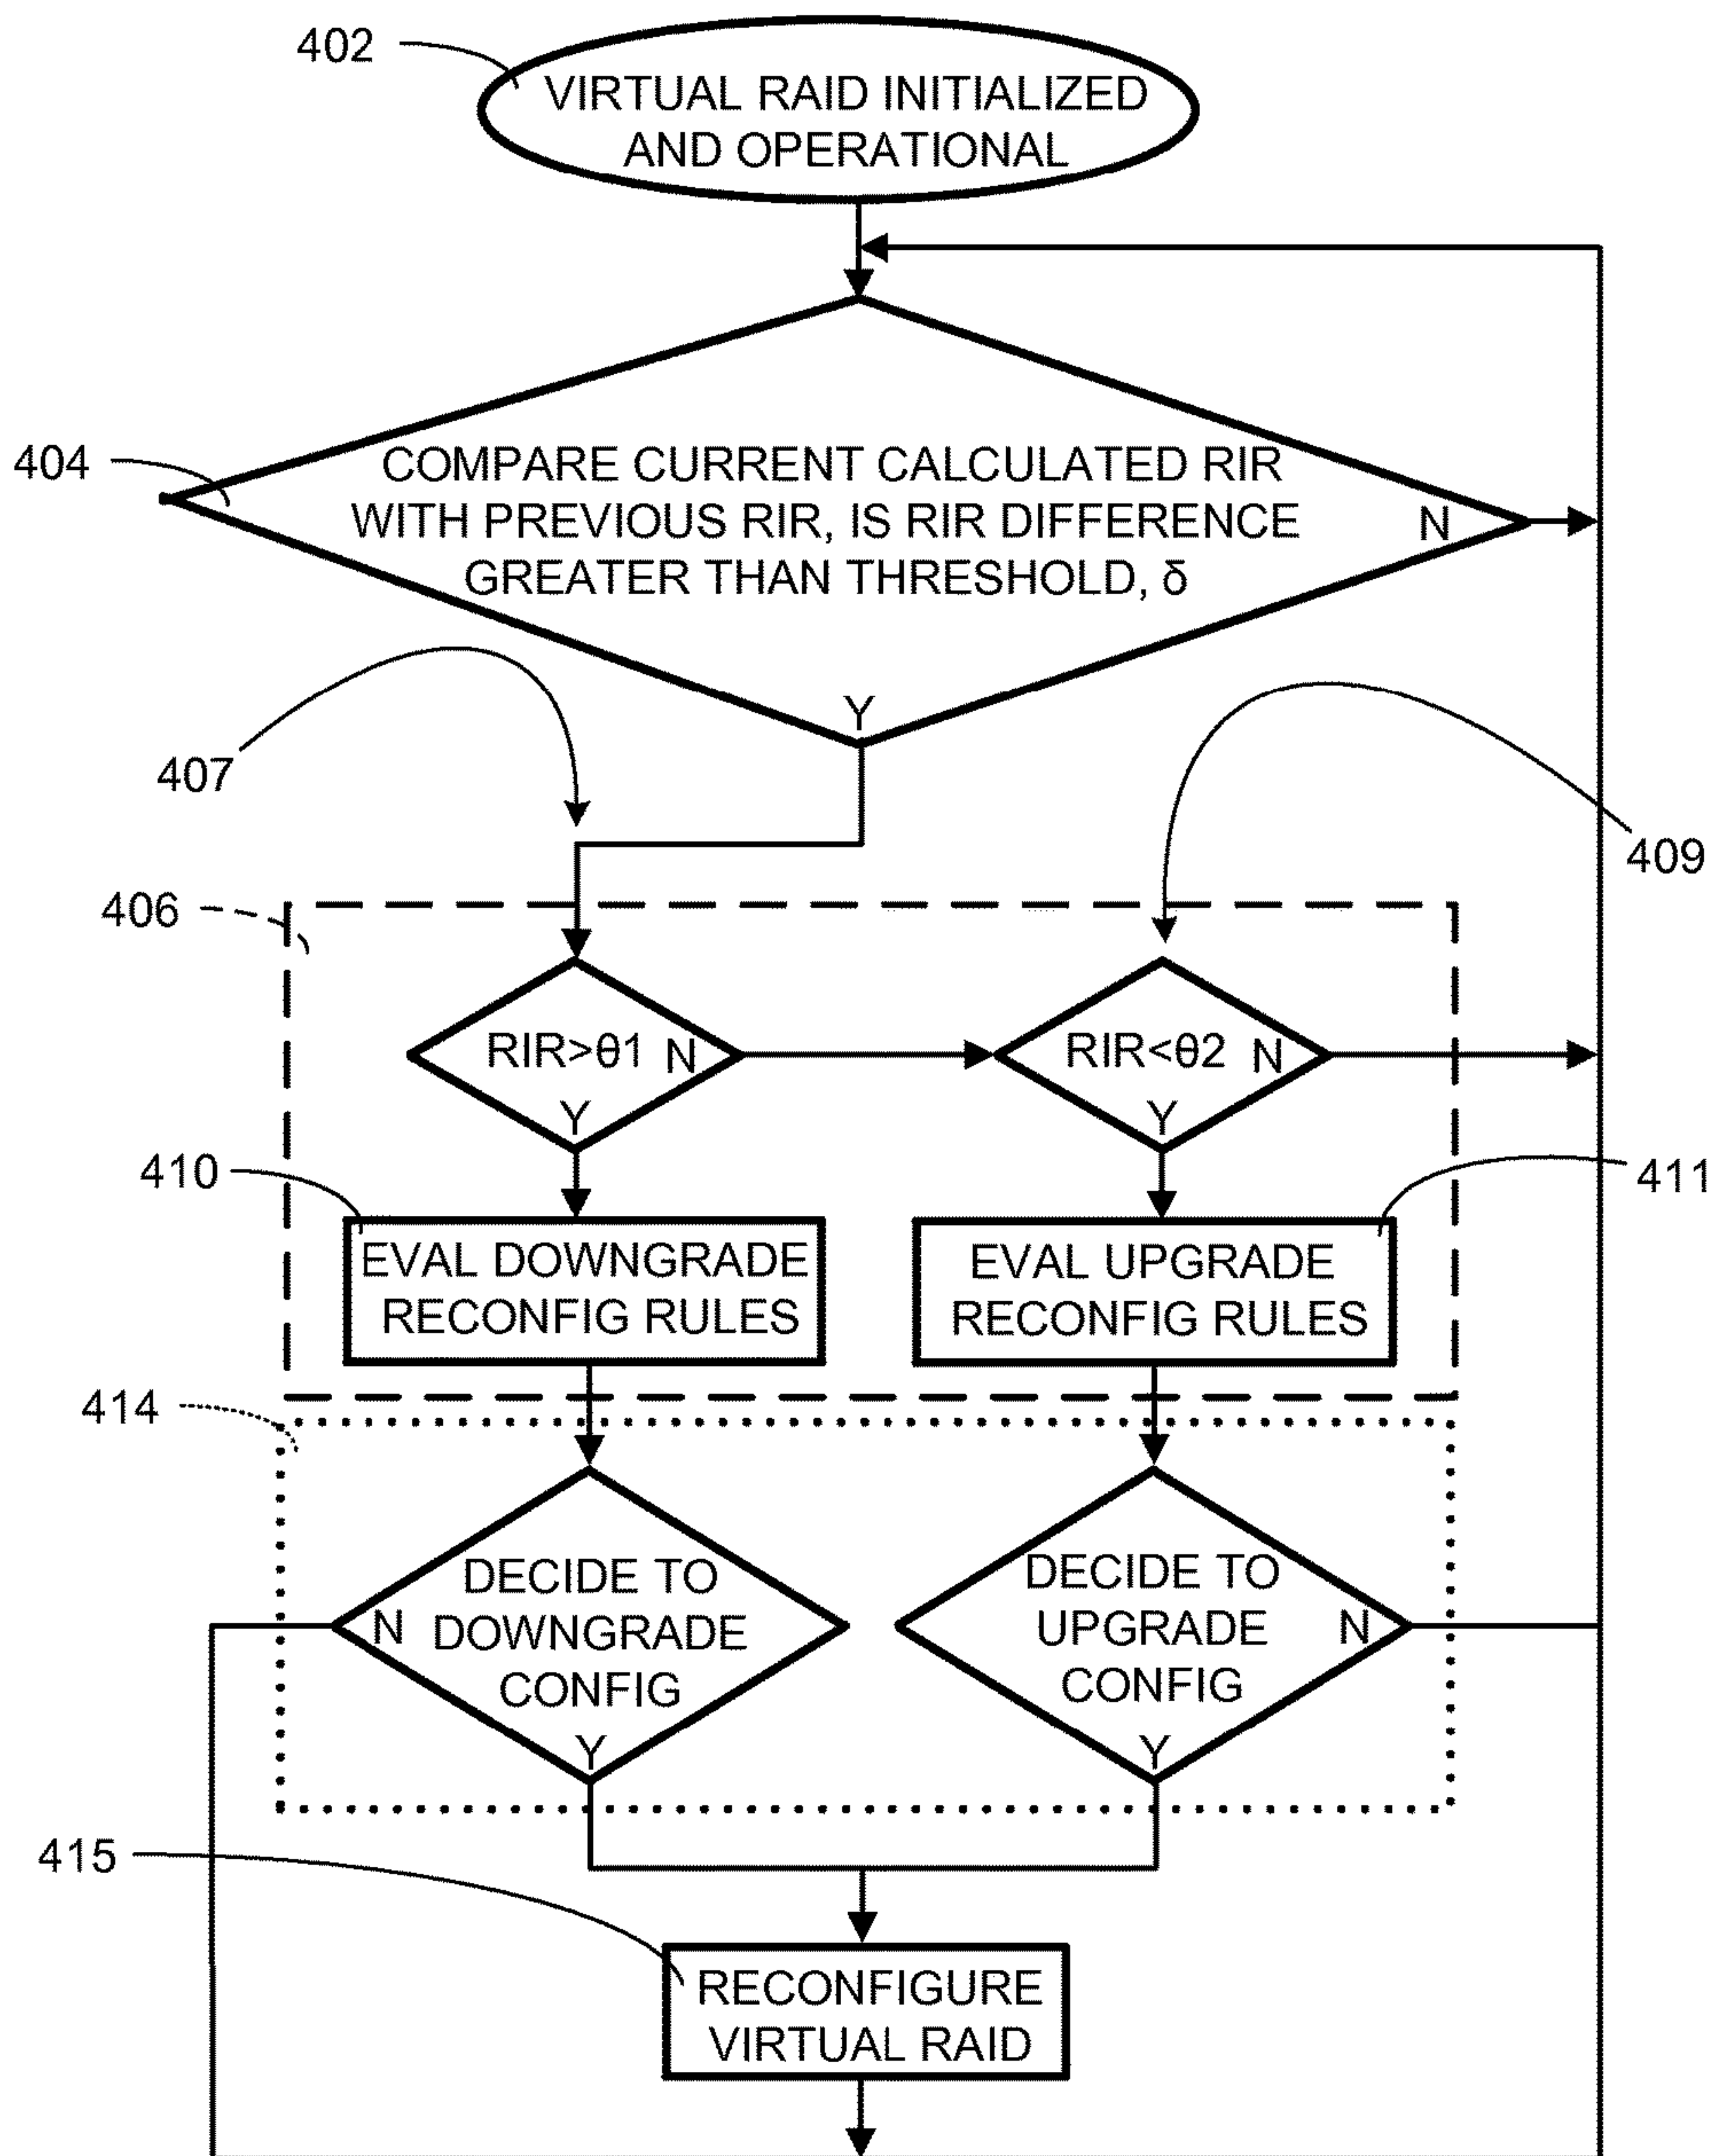 402
VIRTUAL RAID INITIALIZED
AND OPERATIONAL
404
COMPARE CURRENT CALCULATED RIR
WITH PREVIOUS RIR, IS RIR DIFFERENCE
GREATER THAN THRESHOLD, δ
N
Y
407
409
406
RIR>θ1 N
Y
RIR<θ2 N
Y
410
EVAL DOWNGRADE
RECONFIG RULES
411
EVAL UPGRADE
RECONFIG RULES
414
DECIDE TO
N DOWNGRADE
CONFIG
Y
DECIDE TO
UPGRADE N
CONFIG
Y
415
RECONFIGURE
VIRTUAL RAID